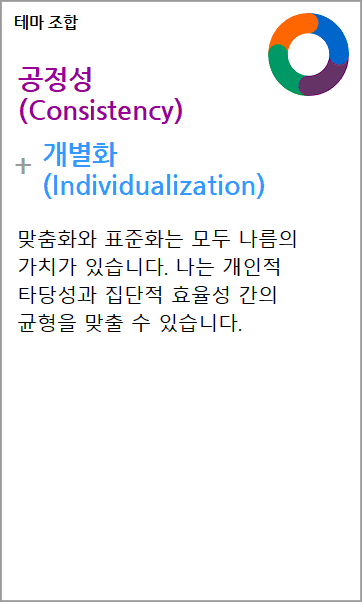 테마 조합
공정성
(Consistency)
+ 개별화
(Individualization)
맞춤화와 표준화는 모두 나름의
가치가 있습니다. 나는 개인적
타당성과 집단적 효율성 간의
균형을 맞출 수 있습니다.